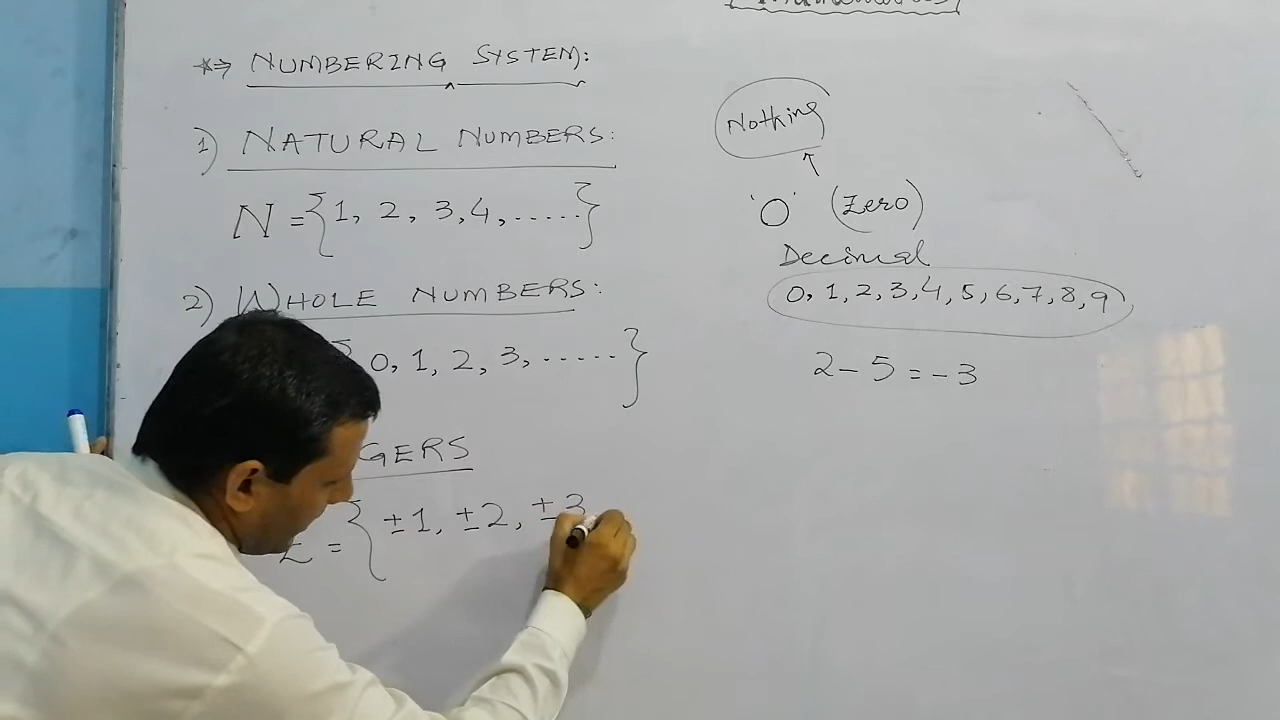 ⇒ NUMBERING SYSTEM:
1) NATURAL NUMBERS:
N = {1, 2, 3, 4, .....}
2) WHOLE NUMBERS:
0, 1, 2, 3, ......}
GERS
Z = { ±1, ±2, ±3
Nothing
↑
'0' (Zero)
Decimal
0, 1, 2, 3, 4, 5, 6, 7, 8, 9
2 - 5 = - 3